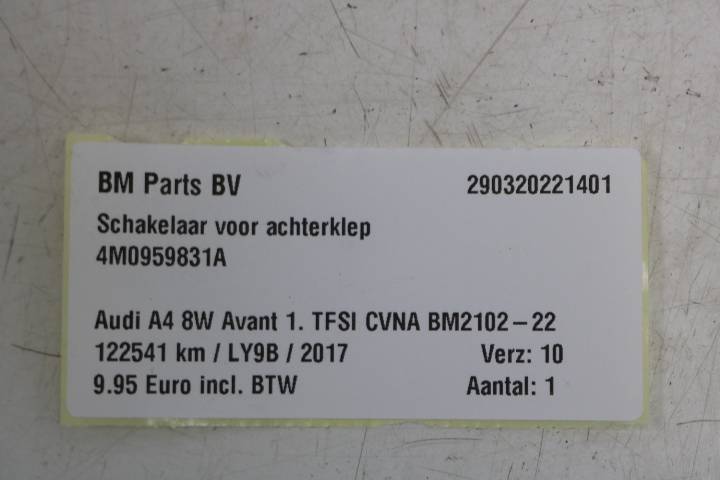 BM Parts BV 290320221401
Schakelaar voor achterklep
4M0959831A
Audi A4 8W Avant 1. TFSI CVNA BM2102-22
122541 km / LY9B / 2017 Verz: 10
9.95 Euro incl. BTW Aantal: 1